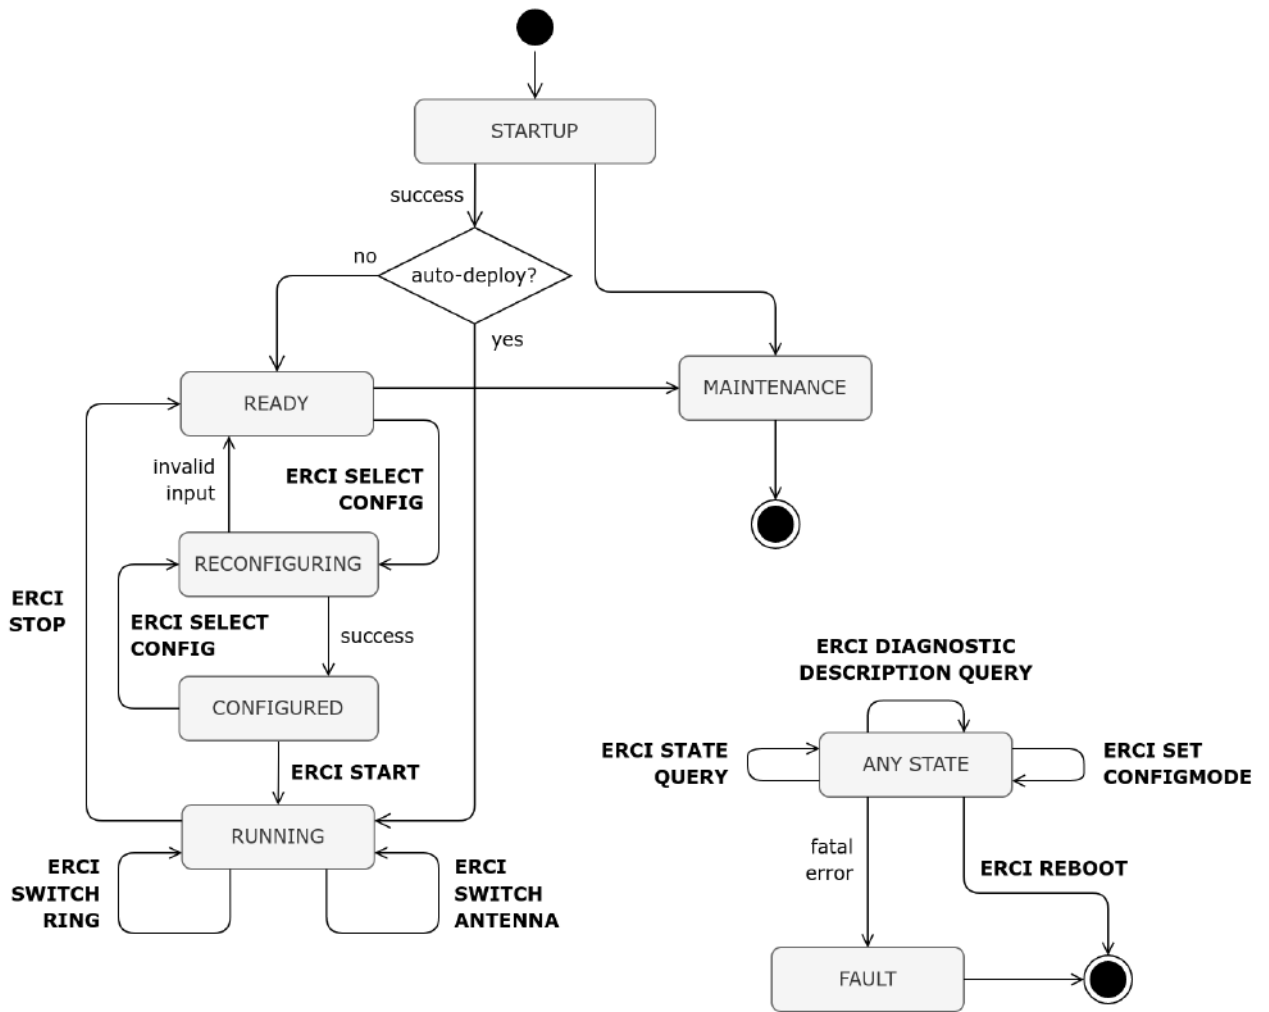 STARTUP
success
no
auto-deploy?
yes
READY
MAINTENANCE
invalid
input
ERCI SELECT
CONFIG
RECONFIGURING
ERCI
STOP
ERCI SELECT
CONFIG
success
CONFIGURED
ERCI START
RUNNING
ERCI
SWITCH
RING
ERCI
SWITCH
ANTENNA
ERCI DIAGNOSTIC
DESCRIPTION QUERY
ERCI STATE
QUERY
ANY STATE
ERCI SET
CONFIGMODE
fatal
error
ERCI REBOOT
FAULT